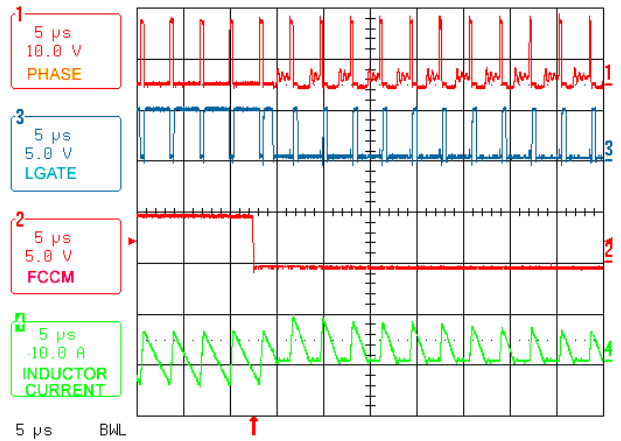 1
5 µs
10.0 V
PHASE
1
3
5 µs
5.0 V
LGATE
3
2
5 µs
5.0 V
FCCM
2
4
5 µs
10.0 A
INDUCTOR
CURRENT
4
5 µs BWL